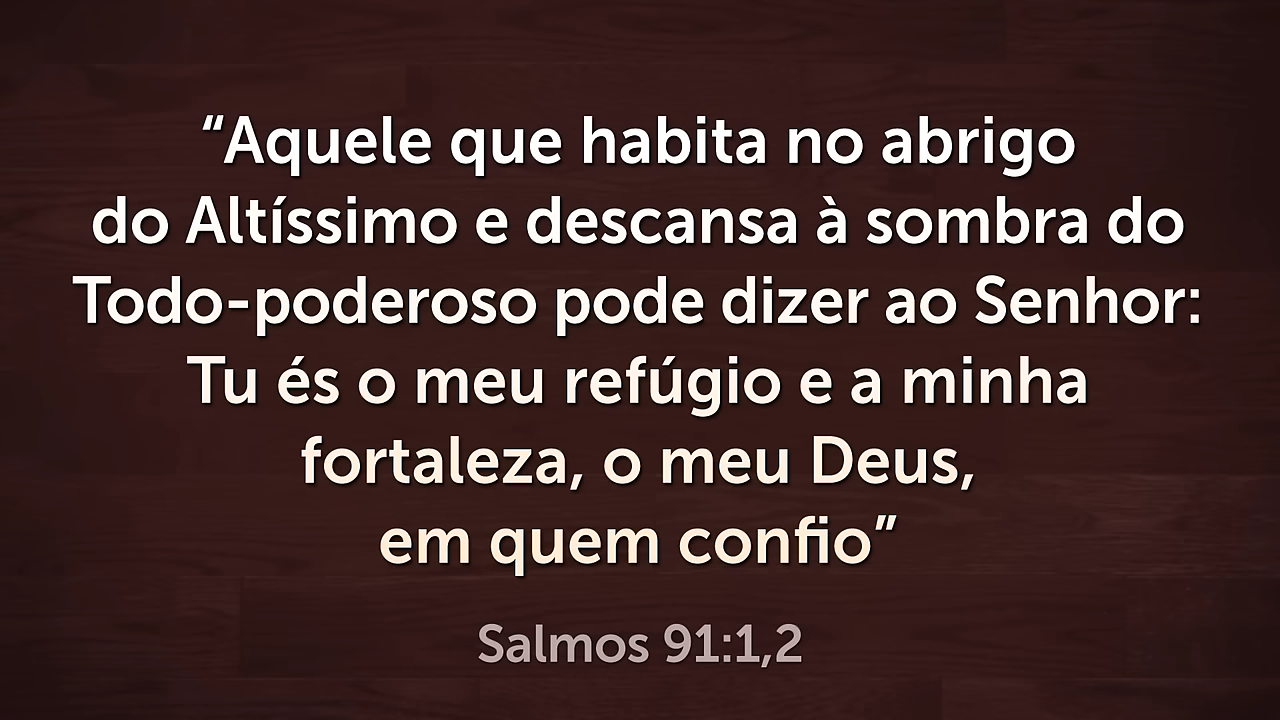 “Aquele que habita no abrigo
do Altíssimo e descansa à sombra do
Todo-poderoso pode dizer ao Senhor:
Tu és o meu refúgio e a minha
fortaleza, o meu Deus,
em quem confio”
Salmos 91:1,2